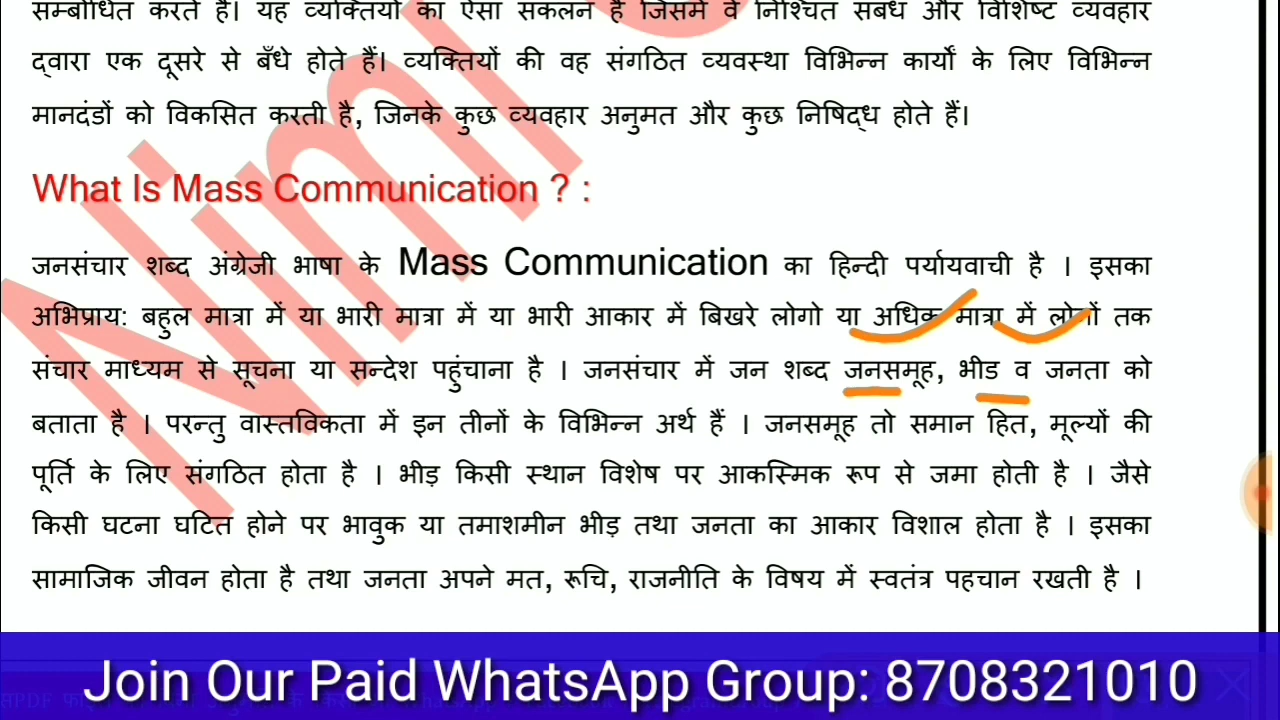 सम्बोधित करते हैं। यह व्यक्तियों का ऐसा संकलन है जिसमें वे निश्चित संबंध और विशिष्ट व्यवहार
द्वारा एक दूसरे से बँधे होते हैं। व्यक्तियों की वह संगठित व्यवस्था विभिन्न कार्यों के लिए विभिन्न
मानदंडों को विकसित करती है, जिनके कुछ व्यवहार अनुमत और कुछ निषिद्ध होते हैं।
What Is Mass Communication ? :
जनसंचार शब्द अंग्रेजी भाषा के Mass Communication का हिन्दी पर्यायवाची है । इसका
अभिप्राय: बहुल मात्रा में या भारी मात्रा में या भारी आकार में बिखरे लोगो या अधिक मात्रा में लोगों तक
संचार माध्यम से सूचना या सन्देश पहुंचाना है । जनसंचार में जन शब्द जनसमूह, भीड व जनता को
बताता है । परन्तु वास्तविकता में इन तीनों के विभिन्न अर्थ हैं । जनसमूह तो समान हित, मूल्यों की
पूर्ति के लिए संगठित होता है । भीड़ किसी स्थान विशेष पर आकस्मिक रूप से जमा होती है । जैसे
किसी घटना घटित होने पर भावुक या तमाशमीन भीड़ तथा जनता का आकार विशाल होता है । इसका
सामाजिक जीवन होता है तथा जनता अपने मत, रूचि, राजनीति के विषय में स्वतंत्र पहचान रखती है ।
Join Our Paid WhatsApp Group: 8708321010